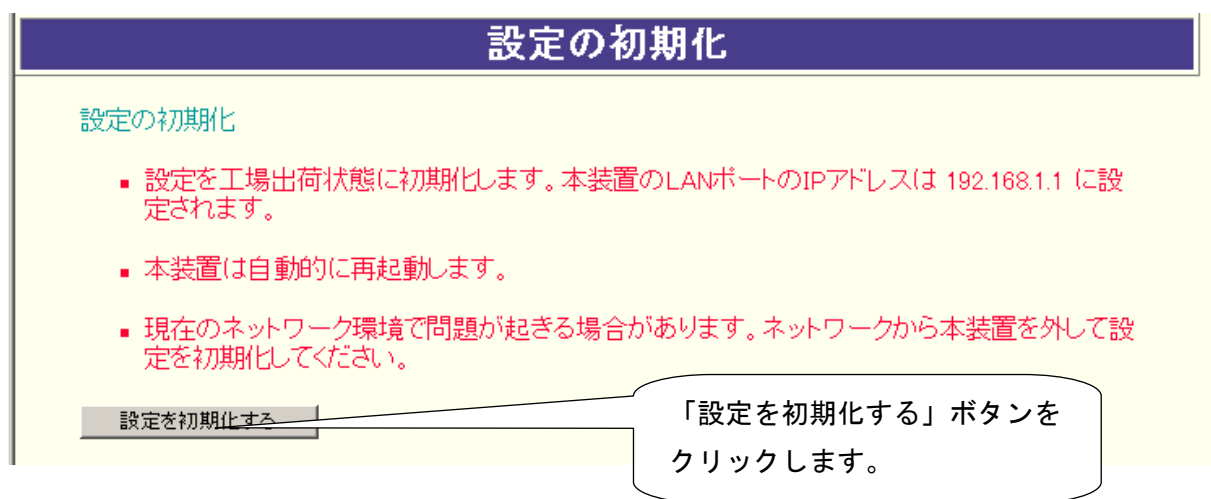 設定の初期化
設定の初期化
▪ 設定を工場出荷状態に初期化します。本装置のLANポートのIPアドレスは 192.168.1.1 に設
定されます。
▪ 本装置は自動的に再起動します。
▪ 現在のネットワーク環境で問題が起きる場合があります。ネットワークから本装置を外して設
定を初期化してください。
設定を初期化する
「設定を初期化する」ボタンを
クリックします。